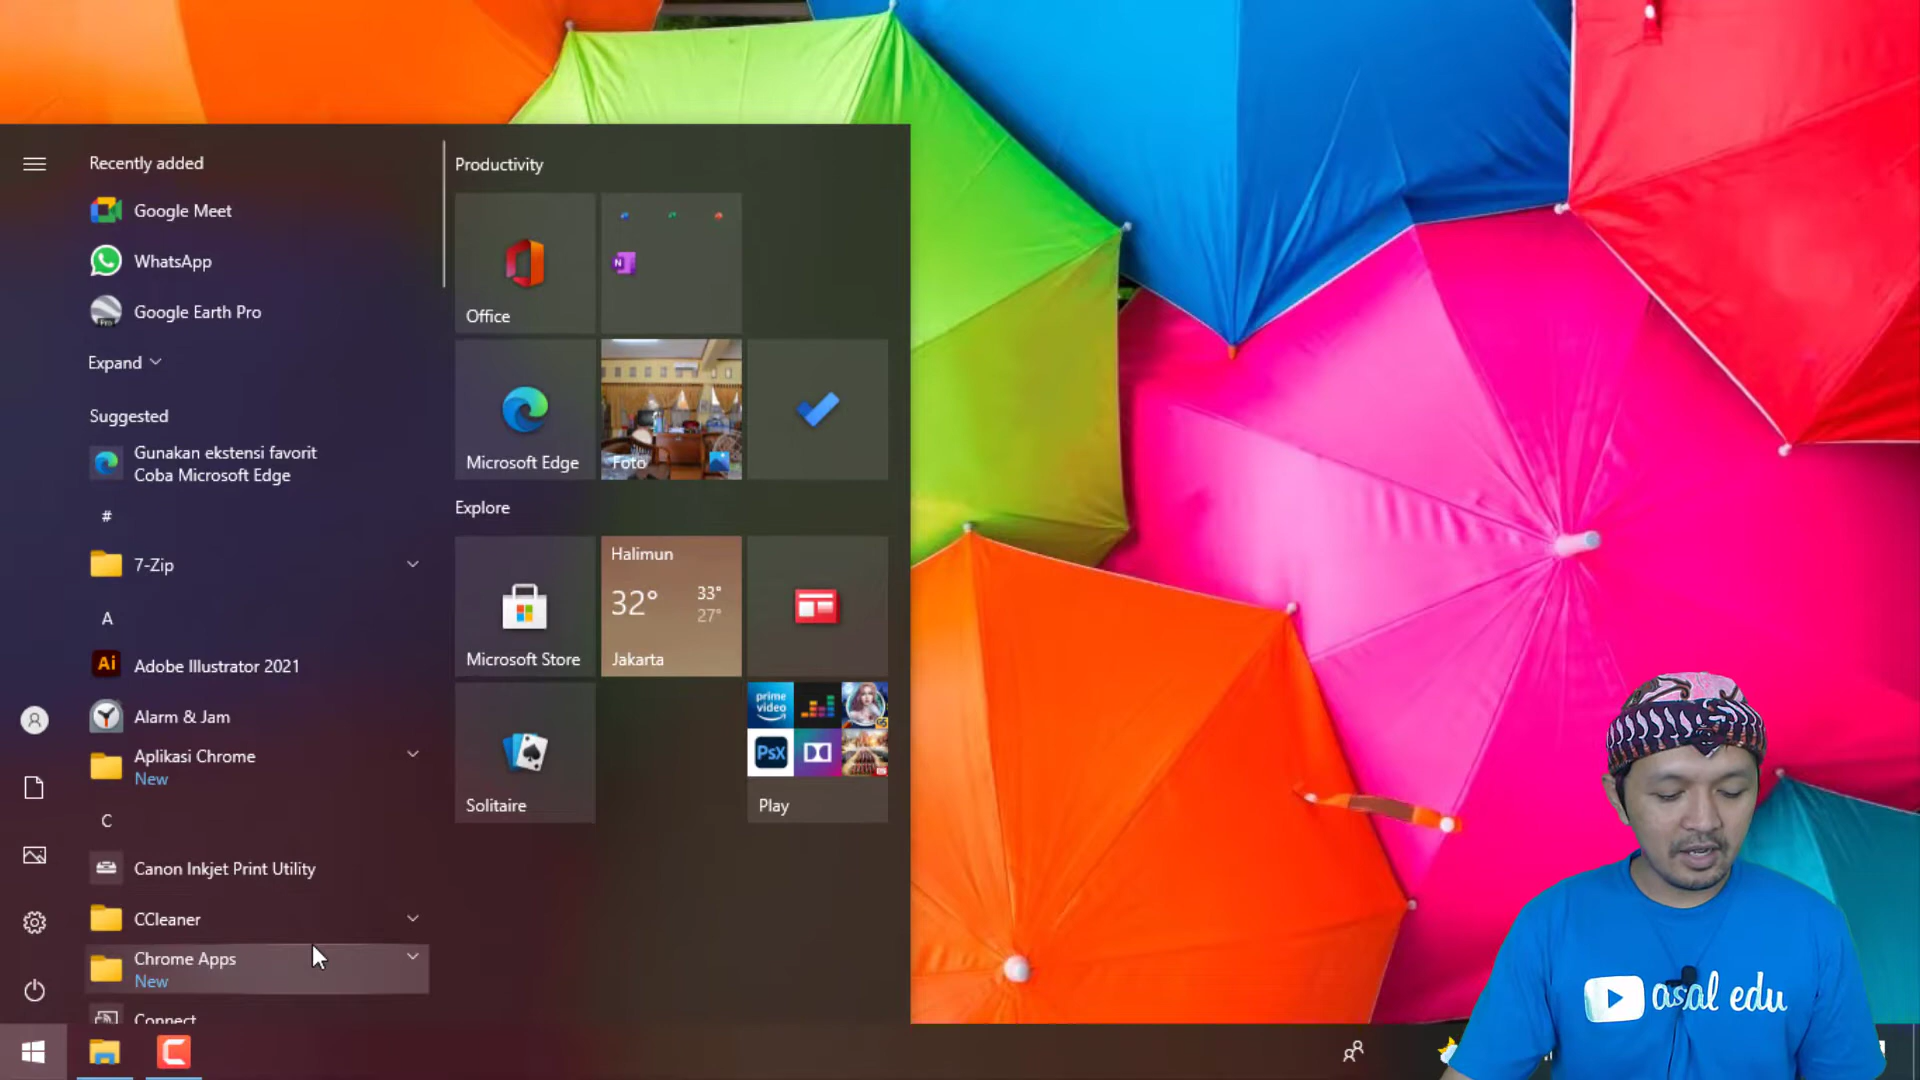 Recently added
Google Meet
WhatsApp
Google Earth Pro
Expand
Suggested
Gunakan ekstensi favorit
Coba Microsoft Edge
#
7-Zip
A
Ai
Adobe Illustrator 2021
Alarm & Jam
Aplikasi Chrome
New
C
Canon Inkjet Print Utility
CCleaner
Chrome Apps
New
Connect
Productivity
Office
N
Microsoft Edge
Foto
Explore
Microsoft Store
Halimun
32°
33°
27°
Jakarta
Solitaire
prime
video
PsX
Play
asal edu